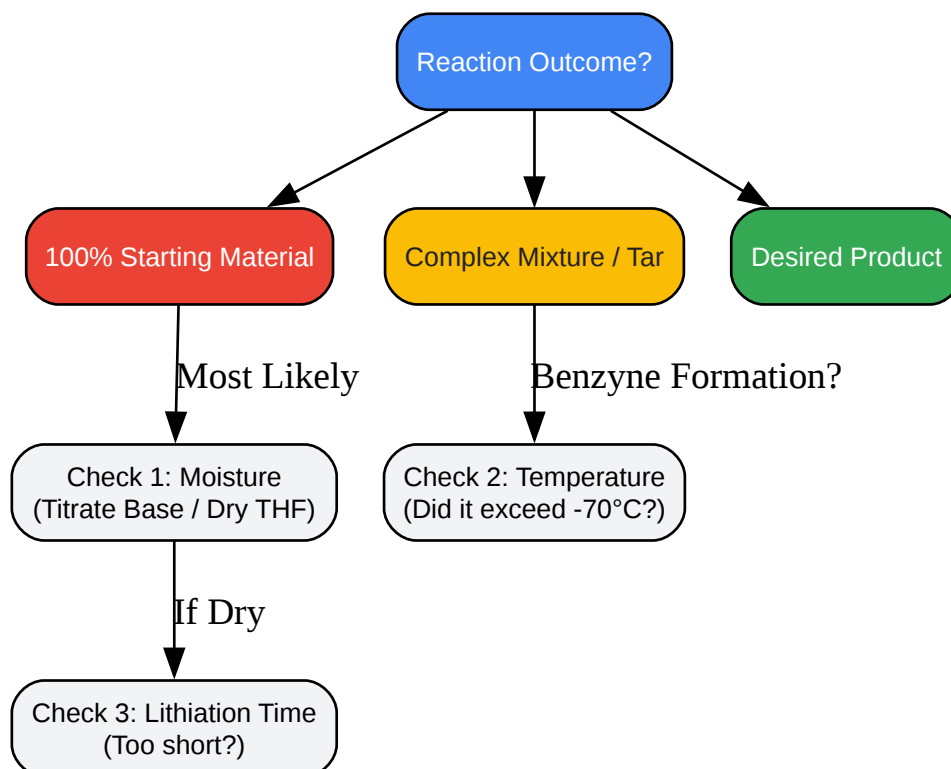 Reaction Outcome?
100% Starting Material
Complex Mixture / Tar
Desired Product
Most Likely
Benzyne Formation?
Check 1: Moisture
(Titrate Base / Dry THF)
Check 2: Temperature
(Did it exceed -70°C?)
If Dry
Check 3: Lithiation Time
(Too short?)